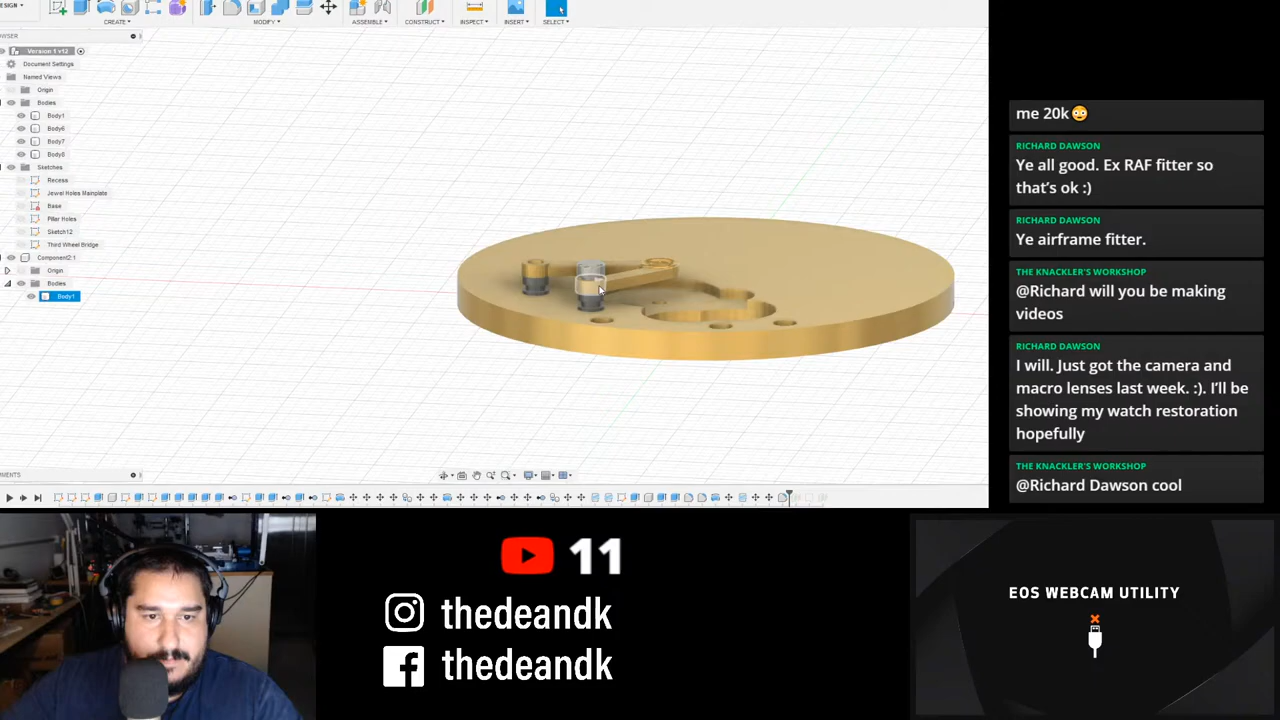 DESIGN
CREATE MODIFY ASSEMBLE CONSTRUCT INSPECT INSERT SELECT
Version 1 v12
Document Settings
Named Views
Origin
Bodies
Body1
Body6
Body7
Body8
Sketches
Recess
Jewel Holes Mainplate
Base
Pillar Holes
Sketch12
Third Wheel Bridge
Component2:1
Origin
Bodies
Body1
me 20k😳
RICHARD DAWSON
Ye all good. Ex RAF fitter so
that’s ok :)
RICHARD DAWSON
Ye airframe fitter.
THE KNACKLER'S WORKSHOP
@Richard will you be making
videos
RICHARD DAWSON
I will. Just got the camera and
macro lenses last week. :). I’ll be
showing my watch restoration
hopefully
THE KNACKLER'S WORKSHOP
@Richard Dawson cool
11
thedeandk
thedeandk
EOS WEBCAM UTILITY